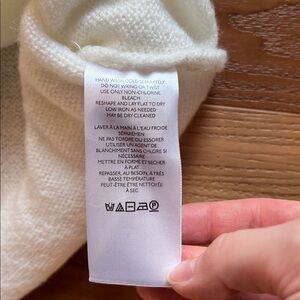 HAND WASH COLD SEPARATELY
DO NOT WRING OR TWIST
USE ONLY NON-CHLORINE
BLEACH
RESHAPE AND LAY FLAT TO DRY
LOW IRON AS NEEDED
MAY BE DRY CLEANED
LAVER À LA MAIN À L'EAU FROIDE
SÉPARÉMENT
NE PAS TORDRE OU ESSORER
UTILISER UN AGENT DE
BLANCHIMENT SANS CHLORE SI
NÉCESSAIRE
METTRE EN FORME ET SÉCHER
À PLAT
REPASSER, AU BESOIN, À TRÈS
BASSE TEMPÉRATURE
PEUT-ÊTRE ÊTRE NETTOYÉE
À SEC